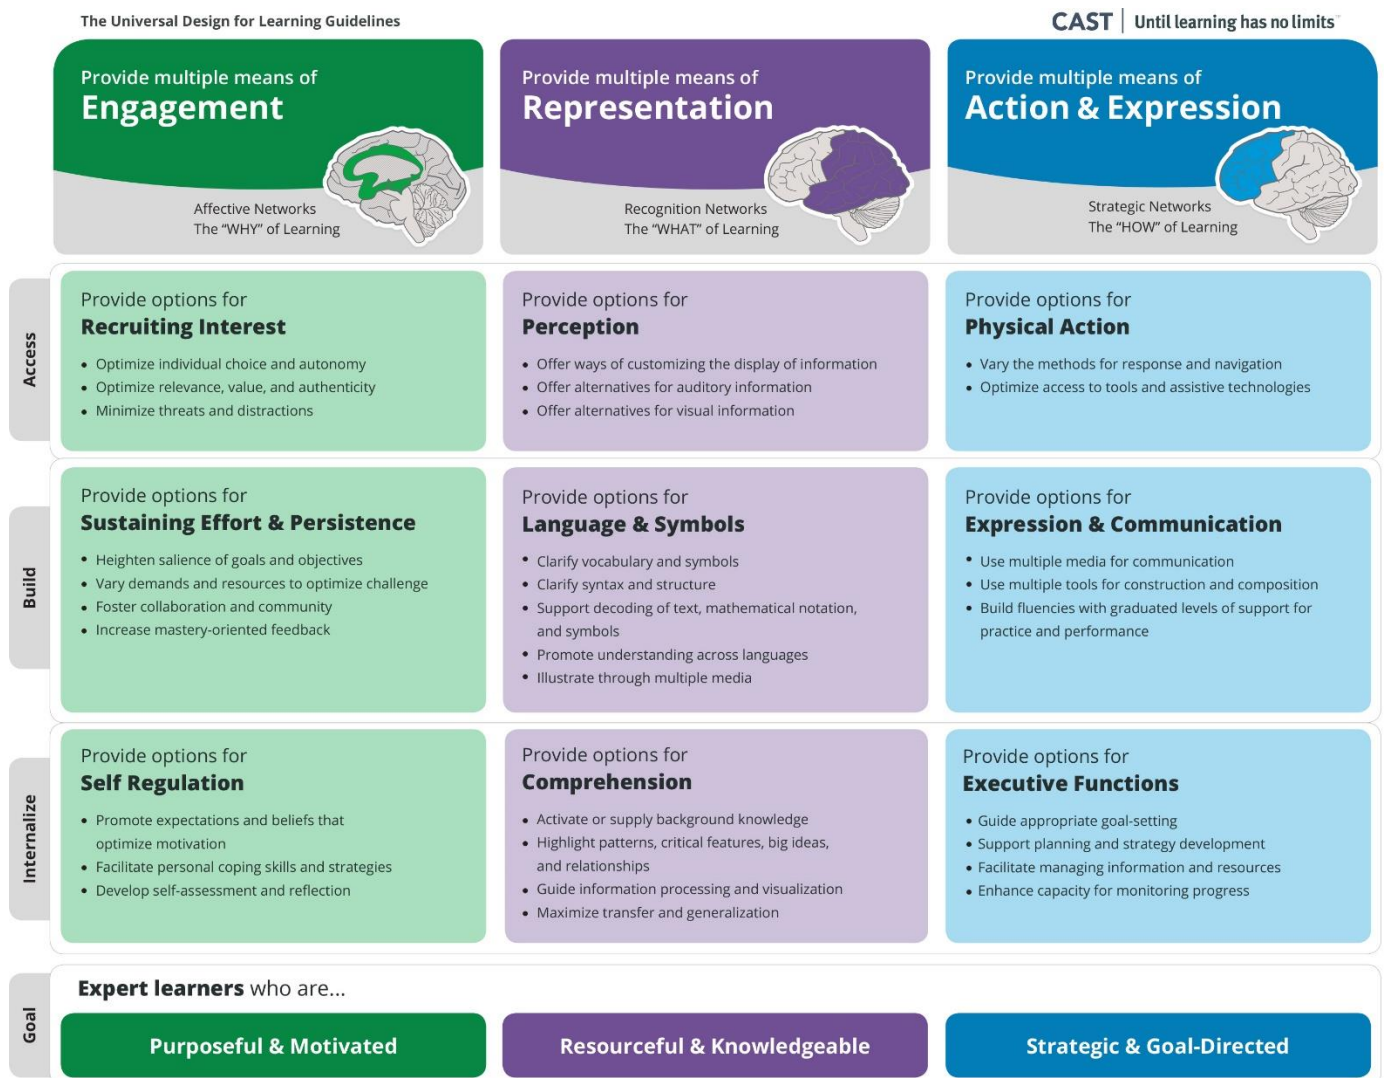 The Universal Design for Learning Guidelines
CAST | Until learning has no limits
Provide multiple means of
Engagement
Affective Networks
The “WHY” of Learning
Provide multiple means of
Representation
Recognition Networks
The “WHAT” of Learning
Provide multiple means of
Action & Expression
Strategic Networks
The “HOW” of Learning
Access
Provide options for
Recruiting Interest
• Optimize individual choice and autonomy
• Optimize relevance, value, and authenticity
• Minimize threats and distractions
Provide options for
Perception
• Offer ways of customizing the display of information
• Offer alternatives for auditory information
• Offer alternatives for visual information
Provide options for
Physical Action
• Vary the methods for response and navigation
• Optimize access to tools and assistive technologies
Build
Provide options for
Sustaining Effort & Persistence
• Heighten salience of goals and objectives
• Vary demands and resources to optimize challenge
• Foster collaboration and community
• Increase mastery-oriented feedback
Provide options for
Language & Symbols
• Clarify vocabulary and symbols
• Clarify syntax and structure
• Support decoding of text, mathematical notation,
and symbols
• Promote understanding across languages
• Illustrate through multiple media
Provide options for
Expression & Communication
• Use multiple media for communication
• Use multiple tools for construction and composition
• Build fluencies with graduated levels of support for
practice and performance
Internalize
Provide options for
Self Regulation
• Promote expectations and beliefs that
optimize motivation
• Facilitate personal coping skills and strategies
• Develop self-assessment and reflection
Provide options for
Comprehension
• Activate or supply background knowledge
• Highlight patterns, critical features, big ideas,
and relationships
• Guide information processing and visualization
• Maximize transfer and generalization
Provide options for
Executive Functions
• Guide appropriate goal-setting
• Support planning and strategy development
• Facilitate managing information and resources
• Enhance capacity for monitoring progress
Goal
Expert learners who are...
Purposeful & Motivated
Resourceful & Knowledgeable
Strategic & Goal-Directed